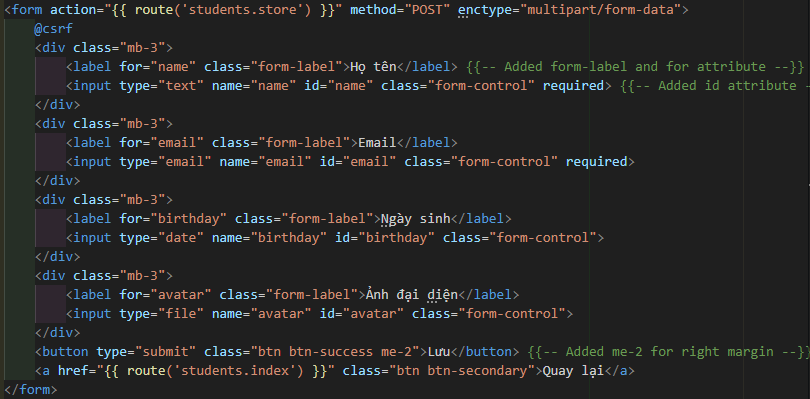 <form action="{{ route('students.store') }}" method="POST" enctype="multipart/form-data">
    @csrf
    <div class="mb-3">
        <label for="name" class="form-label">Họ tên</label> {{-- Added form-label and for attribute --}}
        <input type="text" name="name" id="name" class="form-control" required> {{-- Added id attribute -
    </div>
    <div class="mb-3">
        <label for="email" class="form-label">Email</label>
        <input type="email" name="email" id="email" class="form-control" required>
    </div>
    <div class="mb-3">
        <label for="birthday" class="form-label">Ngày sinh</label>
        <input type="date" name="birthday" id="birthday" class="form-control">
    </div>
    <div class="mb-3">
        <label for="avatar" class="form-label">Ảnh đại diện</label>
        <input type="file" name="avatar" id="avatar" class="form-control">
    </div>
    <button type="submit" class="btn btn-success me-2">Lưu</button> {{-- Added me-2 for right margin --}}
    <a href="{{ route('students.index') }}" class="btn btn-secondary">Quay lại</a>
</form>